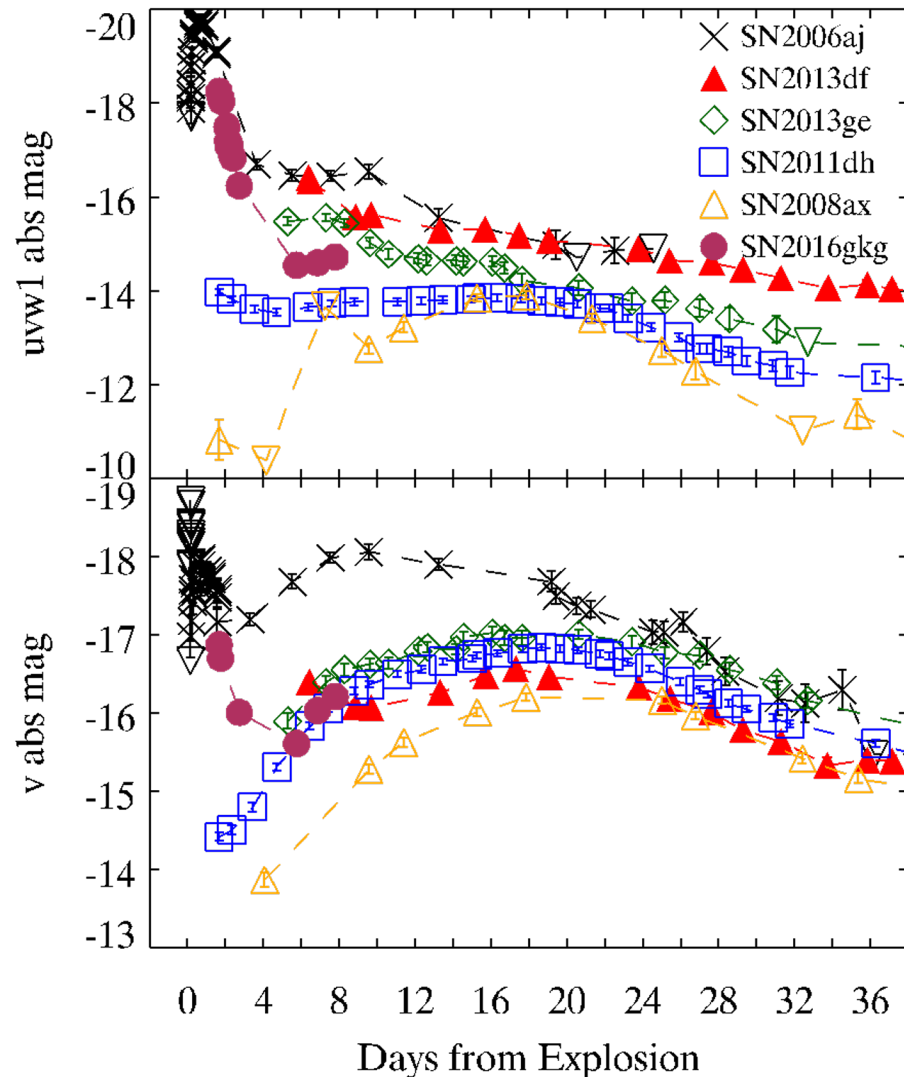 -20
-18
-16
-14
-12
-10
uvw1 abs mag
SN2006aj
SN2013df
SN2013ge
SN2011dh
SN2008ax
SN2016gkg
-19
-18
-17
-16
-15
-14
-13
v abs mag
0 4 8 12 16 20 24 28 32 36
Days from Explosion